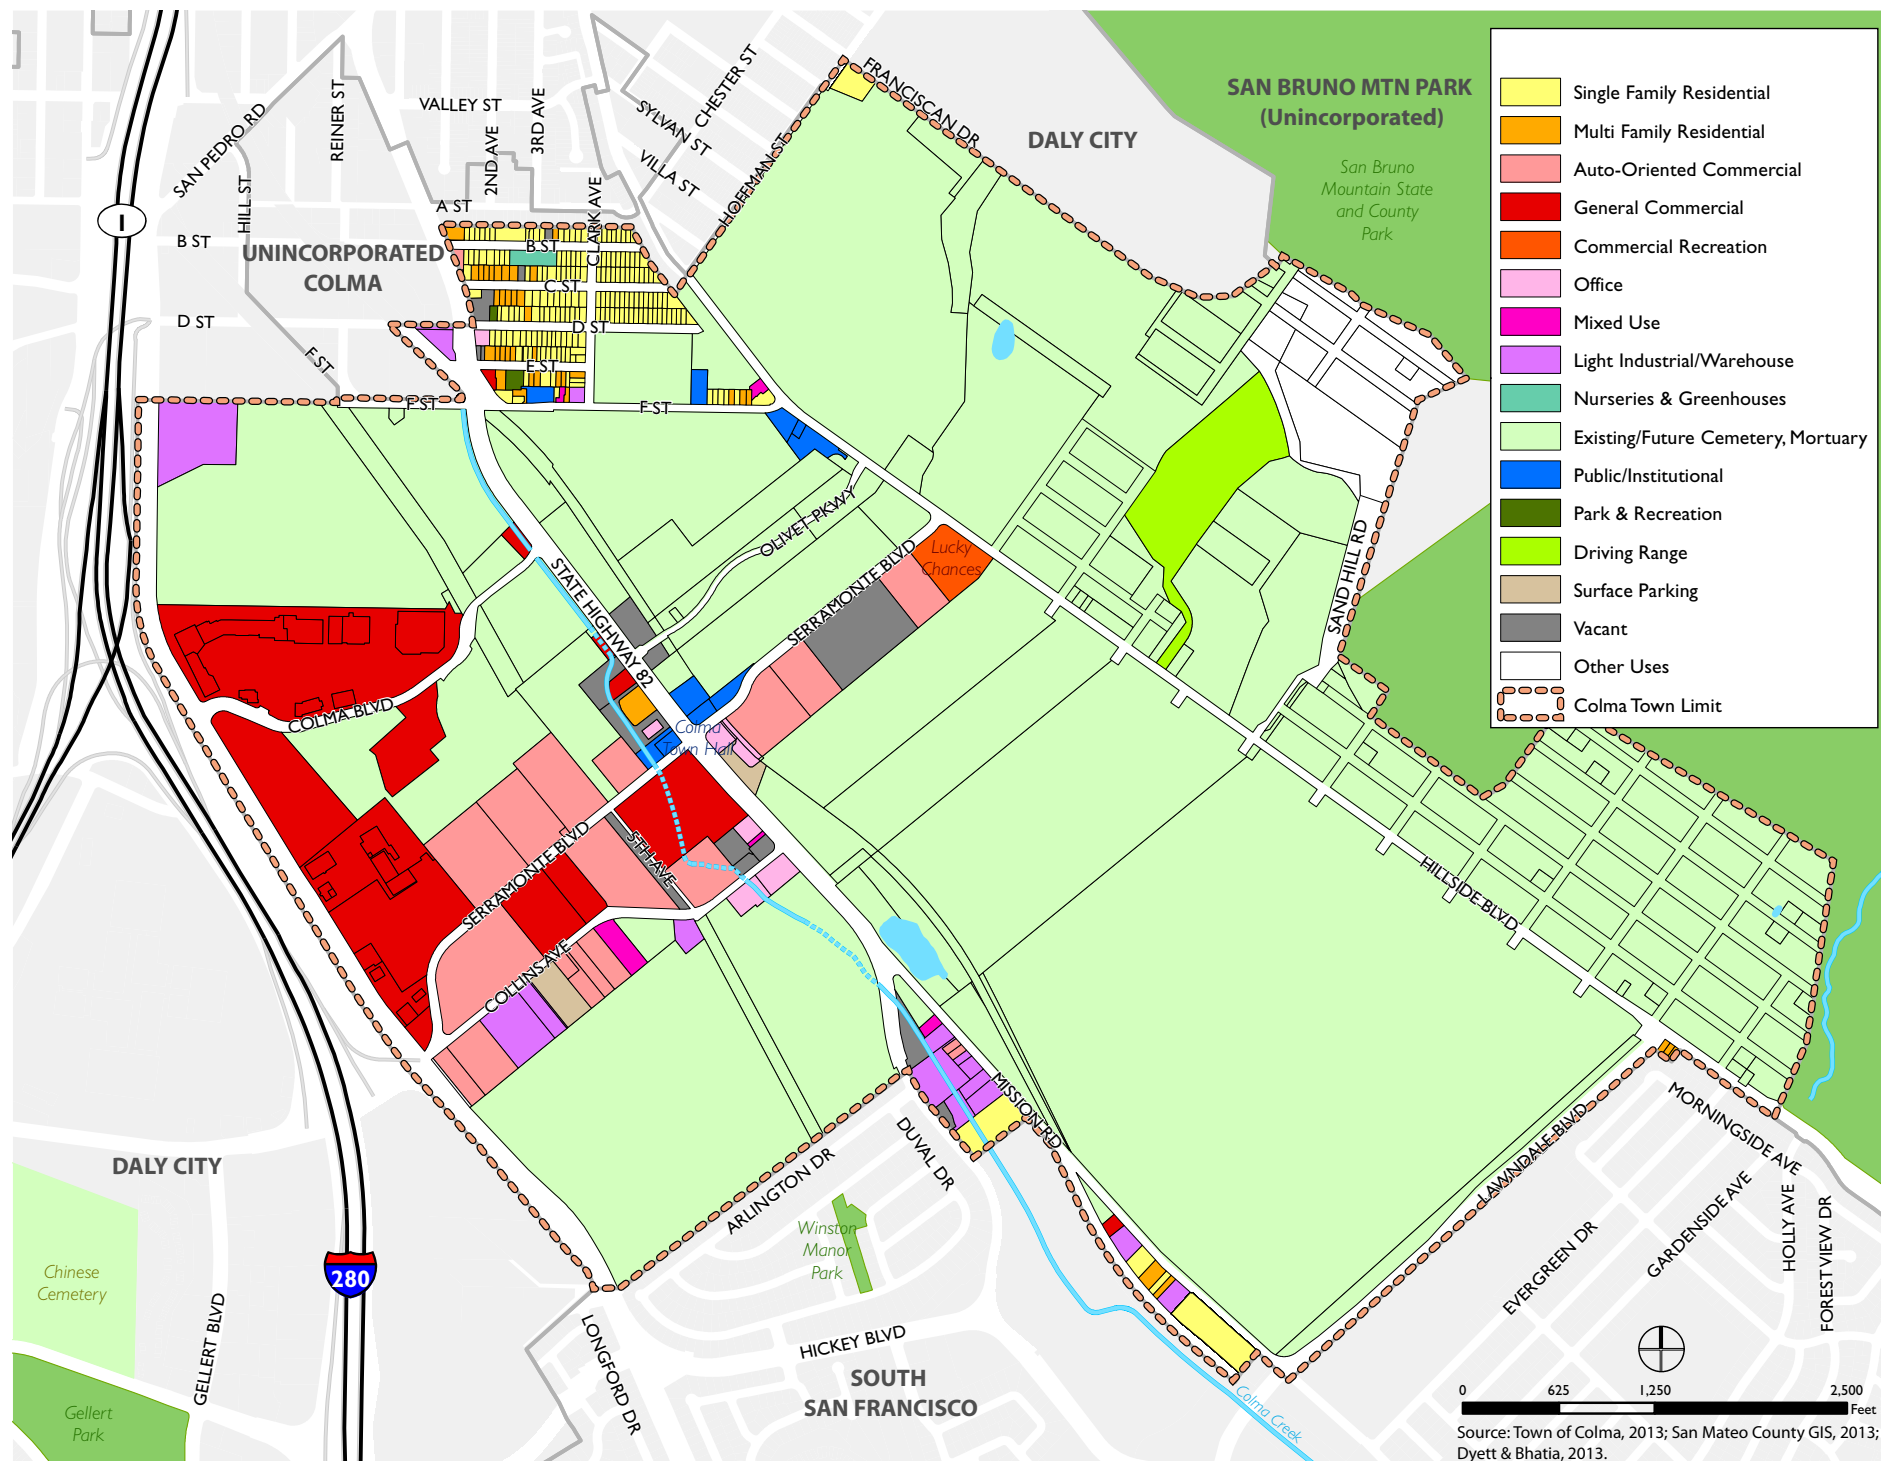 VALLEY ST
SAN PEDRO RD
REINER ST
2ND AVE
3RD AVE
HILL ST
CHESTER ST
SYLVAN ST
VILLA ST
HOFFMAN ST
FRANCISCAN DR
DALY CITY
SAN BRUNO MTN PARK
(Unincorporated)
San Bruno
Mountain State
and County
Park
Single Family Residential
Multi Family Residential
Auto-Oriented Commercial
General Commercial
Commercial Recreation
Office
Mixed Use
Light Industrial/Warehouse
Nurseries & Greenhouses
Existing/Future Cemetery, Mortuary
Public/Institutional
Park & Recreation
Driving Range
Surface Parking
Vacant
Other Uses
Colma Town Limit
1
A ST
B ST
B ST
CLARK AVE
UNINCORPORATED
COLMA
C ST
D ST
D ST
E ST
F ST
F ST
F ST
OLIVET PKWY
SERRAMONTE BLVD
Lucky
Chances
STATE HIGHWAY 82
SAND HILL RD
COLMA BLVD
Colma
Town Hall
SERRAMONTE BLVD
5TH AVE
COLLINS AVE
HILLSIDE BLVD
MISSION RD
DUVAL DR
ARLINGTON DR
LAWNDALE BLVD
MORNINGSIDE AVE
GARDENSIDE AVE
EVERGREEN DR
HOLLY AVE
FOREST VIEW DR
DALY CITY
Winston
Manor
Park
Chinese
Cemetery
280
GELLERT BLVD
LONGFORD DR
HICKEY BLVD
SOUTH
SAN FRANCISCO
Gellert
Park
Colma Creek
0 625 1,250 2,500
Feet
Source: Town of Colma, 2013; San Mateo County GIS, 2013;
Dyett & Bhatia, 2013.